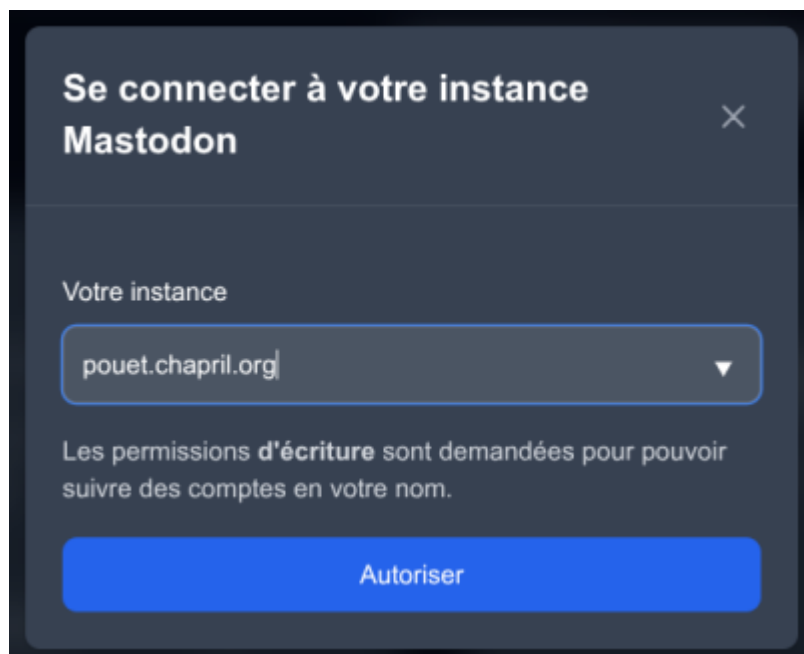 Se connecter à votre instance
Mastodon
Votre instance
pouet.chapril.org
Les permissions d'écriture sont demandées pour pouvoir
suivre des comptes en votre nom.
Autoriser